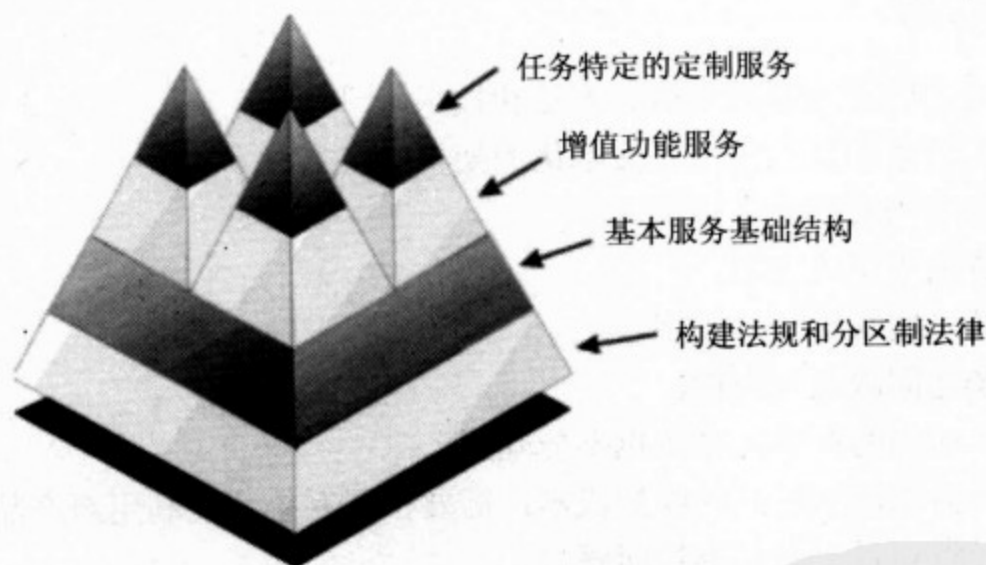 任务特定的定制服务
增值功能服务
基本服务基础结构
构建法规和分区制法律